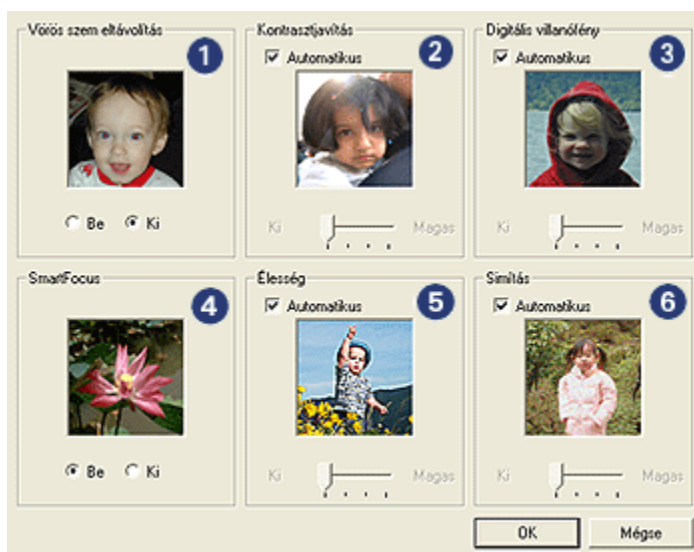 Vörös szem eltávolítás
1
Be Ki
Kontrasztjavítás
2
Automatikus
Ki Magas
Digitális villanófény
3
Automatikus
Ki Magas
SmartFocus
4
Be Ki
Élesség
5
Automatikus
Ki Magas
Simítás
6
Automatikus
Ki Magas
OK Mégse